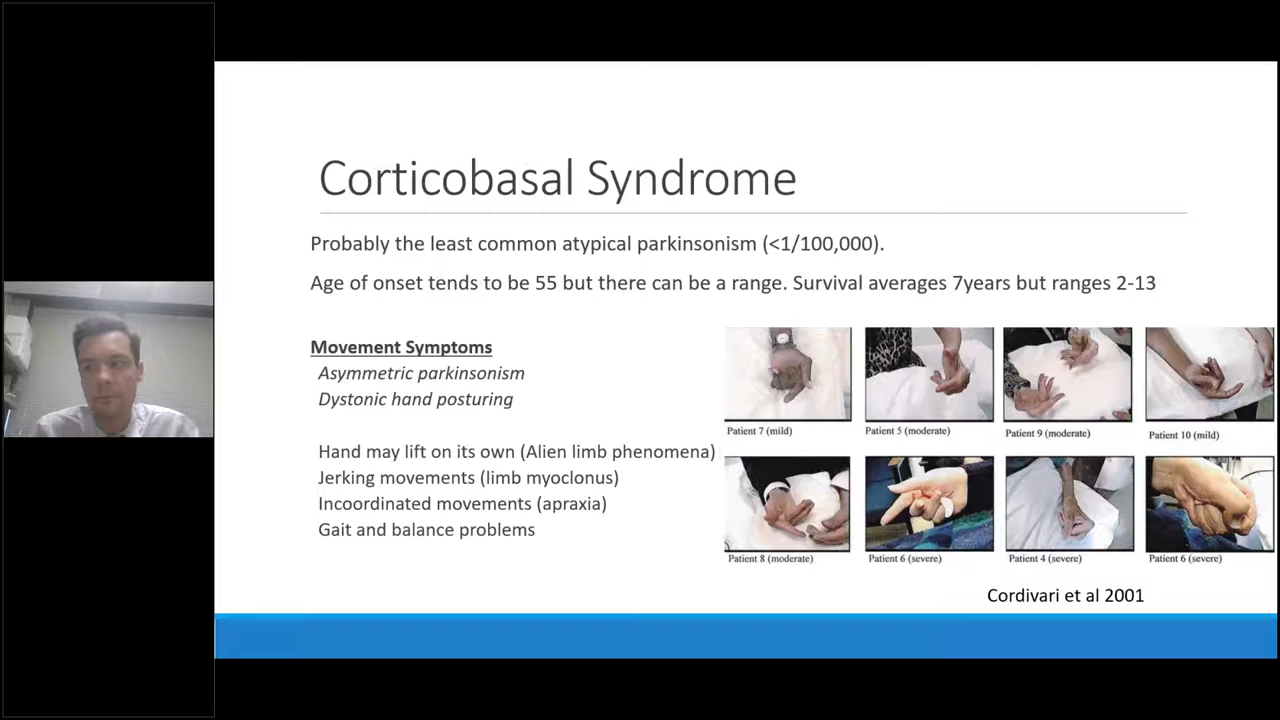 Corticobasal Syndrome
Probably the least common atypical parkinsonism (<1/100,000).
Age of onset tends to be 55 but there can be a range. Survival averages 7years but ranges 2-13
Movement Symptoms
Asymmetric parkinsonism
Dystonic hand posturing
Hand may lift on its own (Alien limb phenomena)
Jerking movements (limb myoclonus)
Incoordinated movements (apraxia)
Gait and balance problems
Patient 7 (mild)
Patient 5 (moderate)
Patient 9 (moderate)
Patient 10 (mild)
Patient 8 (moderate)
Patient 6 (severe)
Patient 4 (severe)
Patient 6 (severe)
Cordivari et al 2001